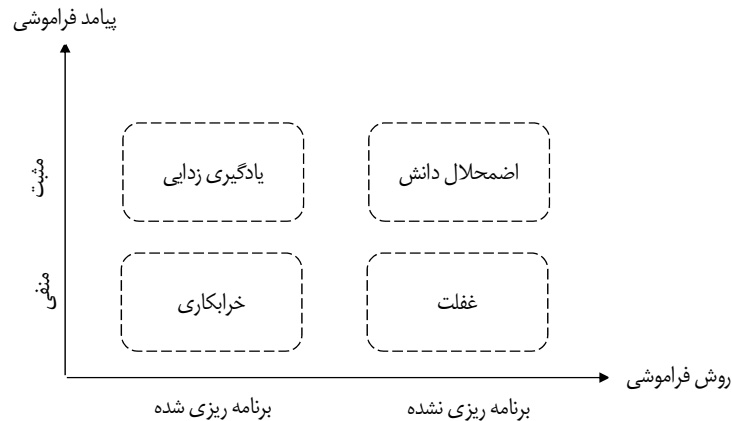 پیامد فراموشی
مثبت
یادگیری زدایی
اضمحلال دانش
منفی
خرابکاری
غفلت
روش فراموشی
برنامه ریزی شده
برنامه ریزی نشده